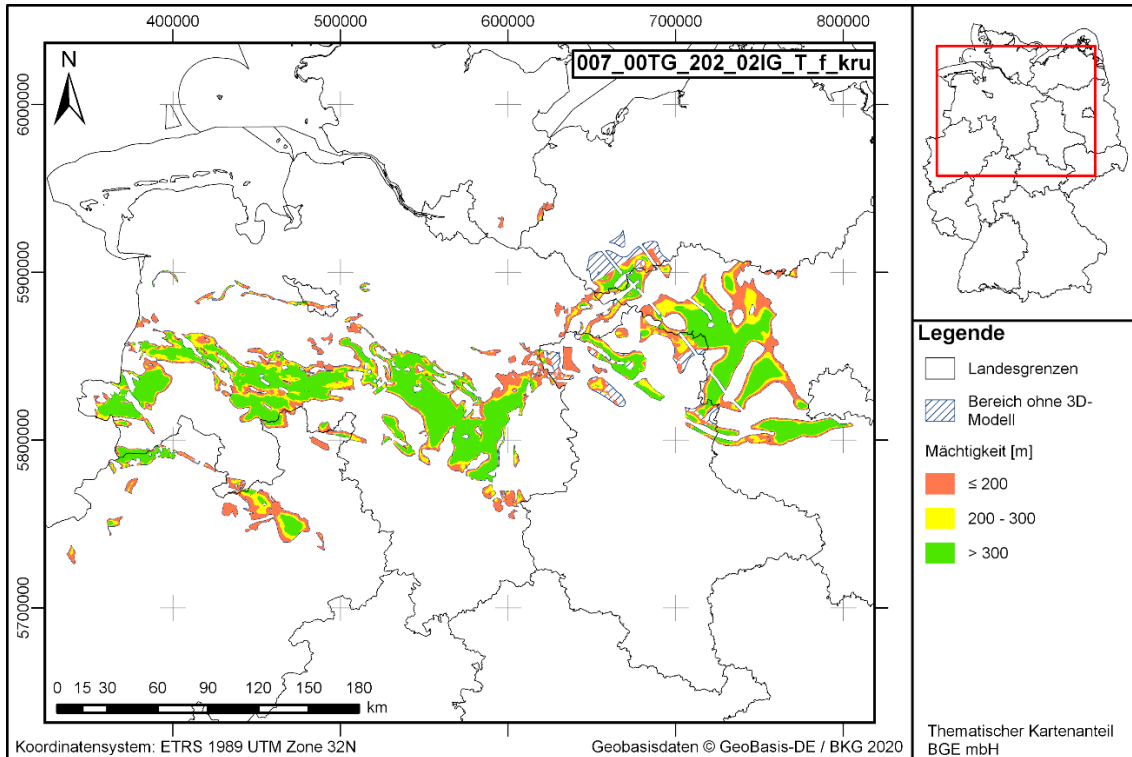 400000 500000 600000 700000 800000
N
007_00TG_202_02IG_T_f_kru
6000000
5900000
5800000
5700000
0 15 30 60 90 120 150 180
km
Koordinatensystem: ETRS 1989 UTM Zone 32N
Geobasisdaten © GeoBasis-DE / BKG 2020
Legende
Landesgrenzen
Bereich ohne 3D-
Modell
Mächtigkeit [m]
≤ 200
200 - 300
> 300
Thematischer Kartenanteil
BGE mbH